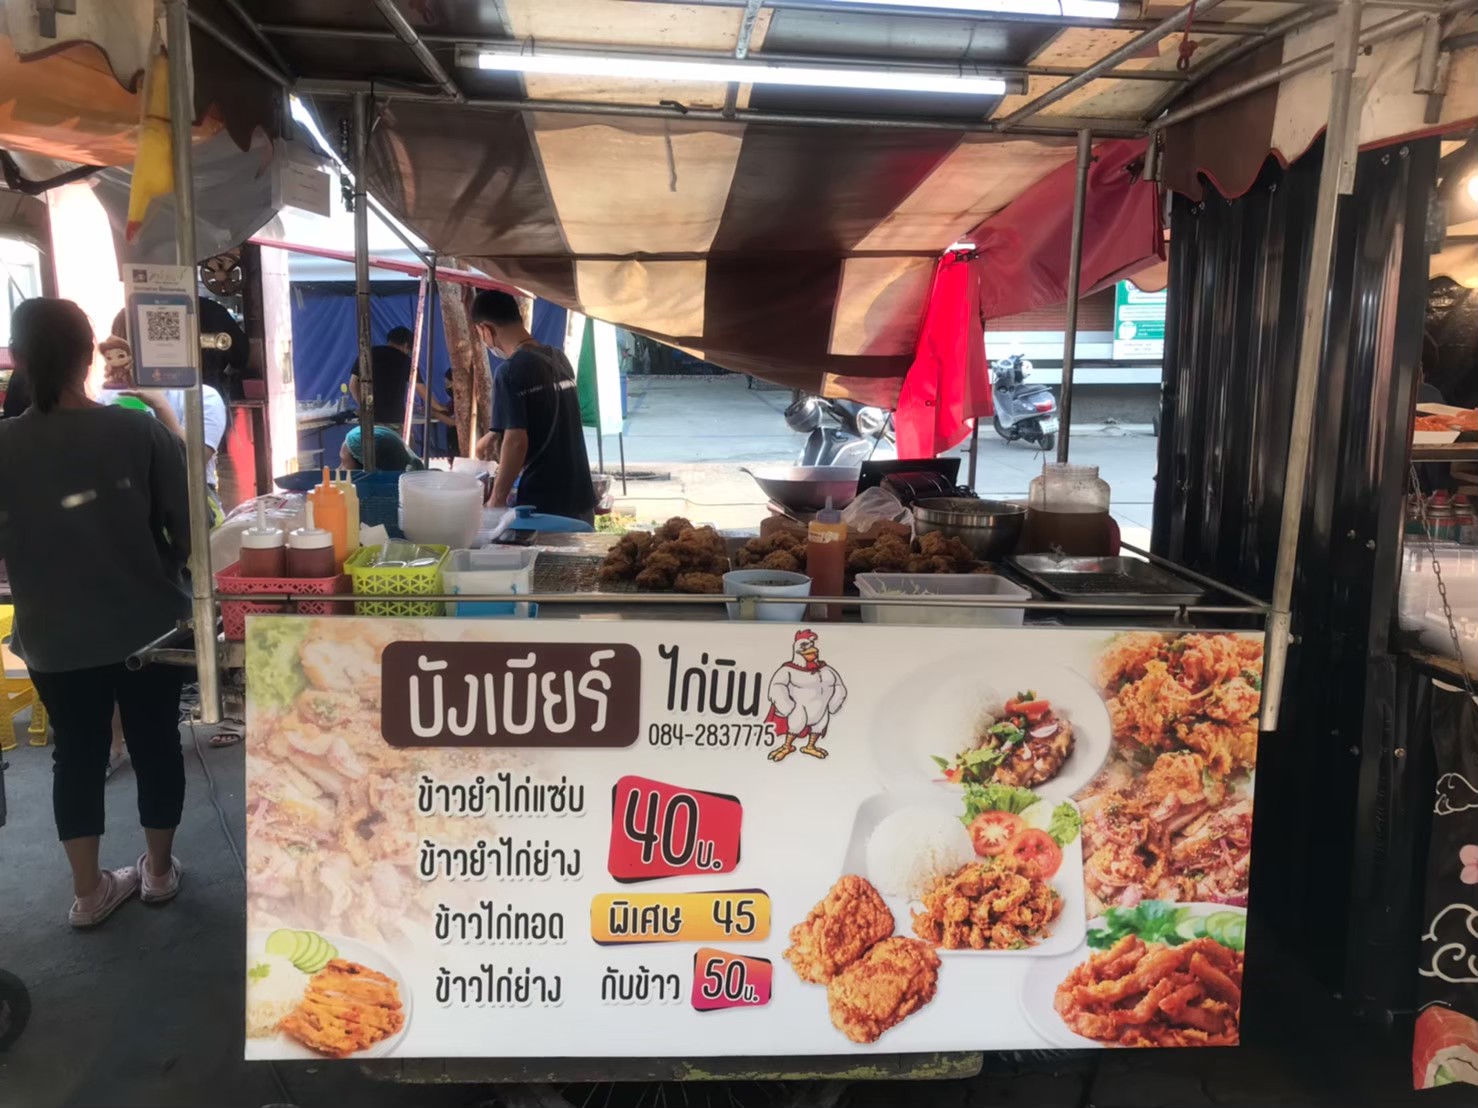 บังเบียร์
ไก่บิน
084-2837775
ข้าวยำไก่แซ่บ
ข้าวยำไก่ย่าง
40บ.
ข้าวไก่ทอด
พิเศษ 45
ข้าวไก่ย่าง
กับข้าว 50บ.